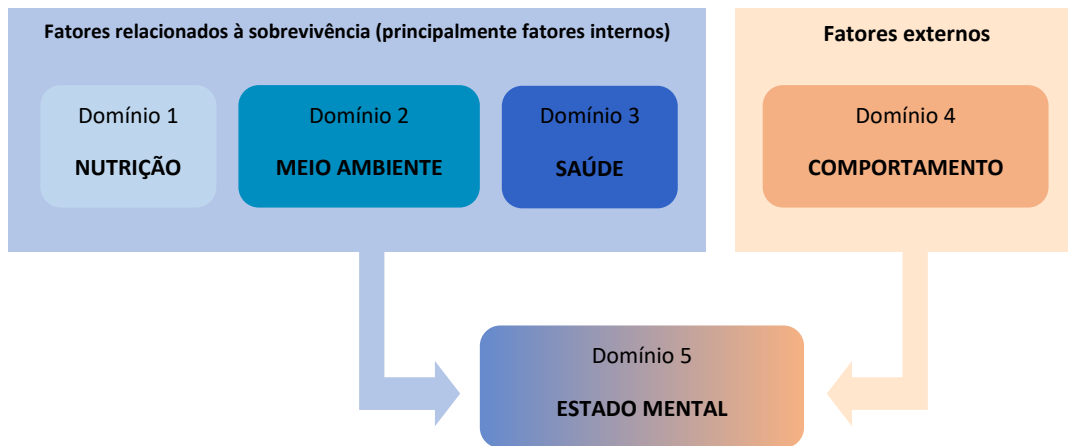 Fatores relacionados à sobrevivência (principalmente fatores internos)
Domínio 1
NUTRIÇÃO
Domínio 2
MEIO AMBIENTE
Domínio 3
SAÚDE
Fatores externos
Domínio 4
COMPORTAMENTO
Domínio 5
ESTADO MENTAL